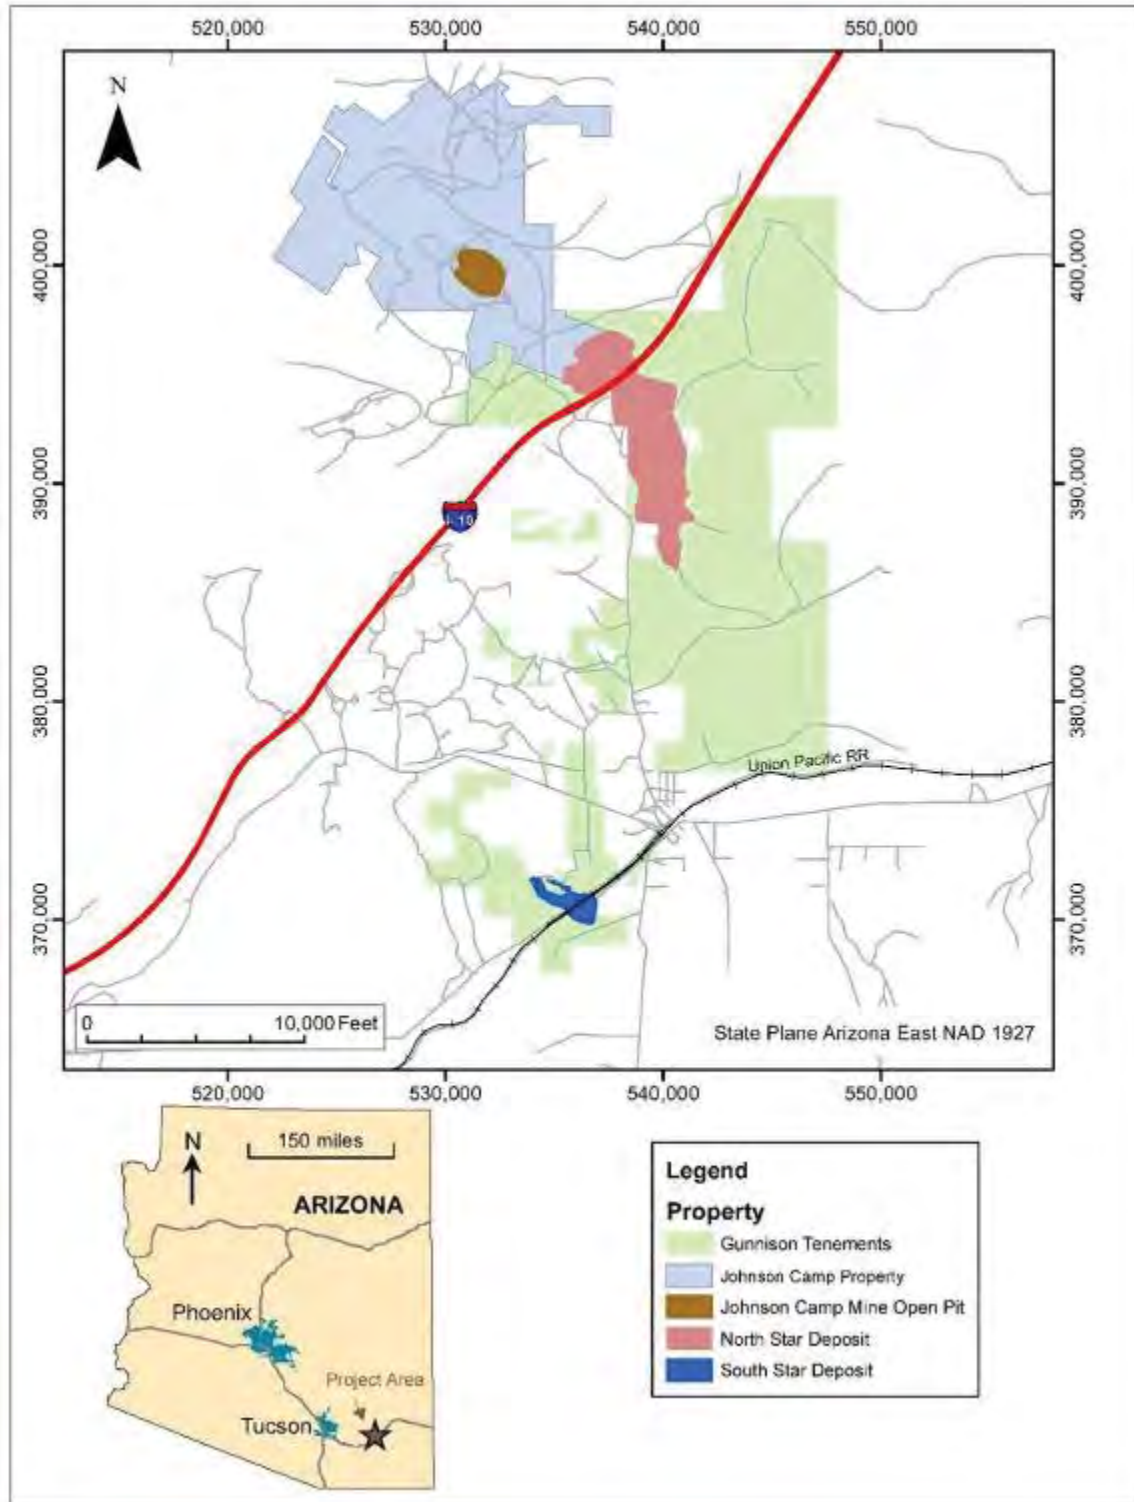 520,000 530,000 540,000 550,000
N
400,000 400,000
390,000 390,000
I-10
380,000 380,000
Union Pacific RR
370,000 370,000
0 10,000 Feet
State Plane Arizona East NAD 1927
520,000 530,000 540,000 550,000
N
150 miles
ARIZONA
Phoenix
Project Area
Tucson
Legend
Property
Gunnison Tenements
Johnson Camp Property
Johnson Camp Mine Open Pit
North Star Deposit
South Star Deposit